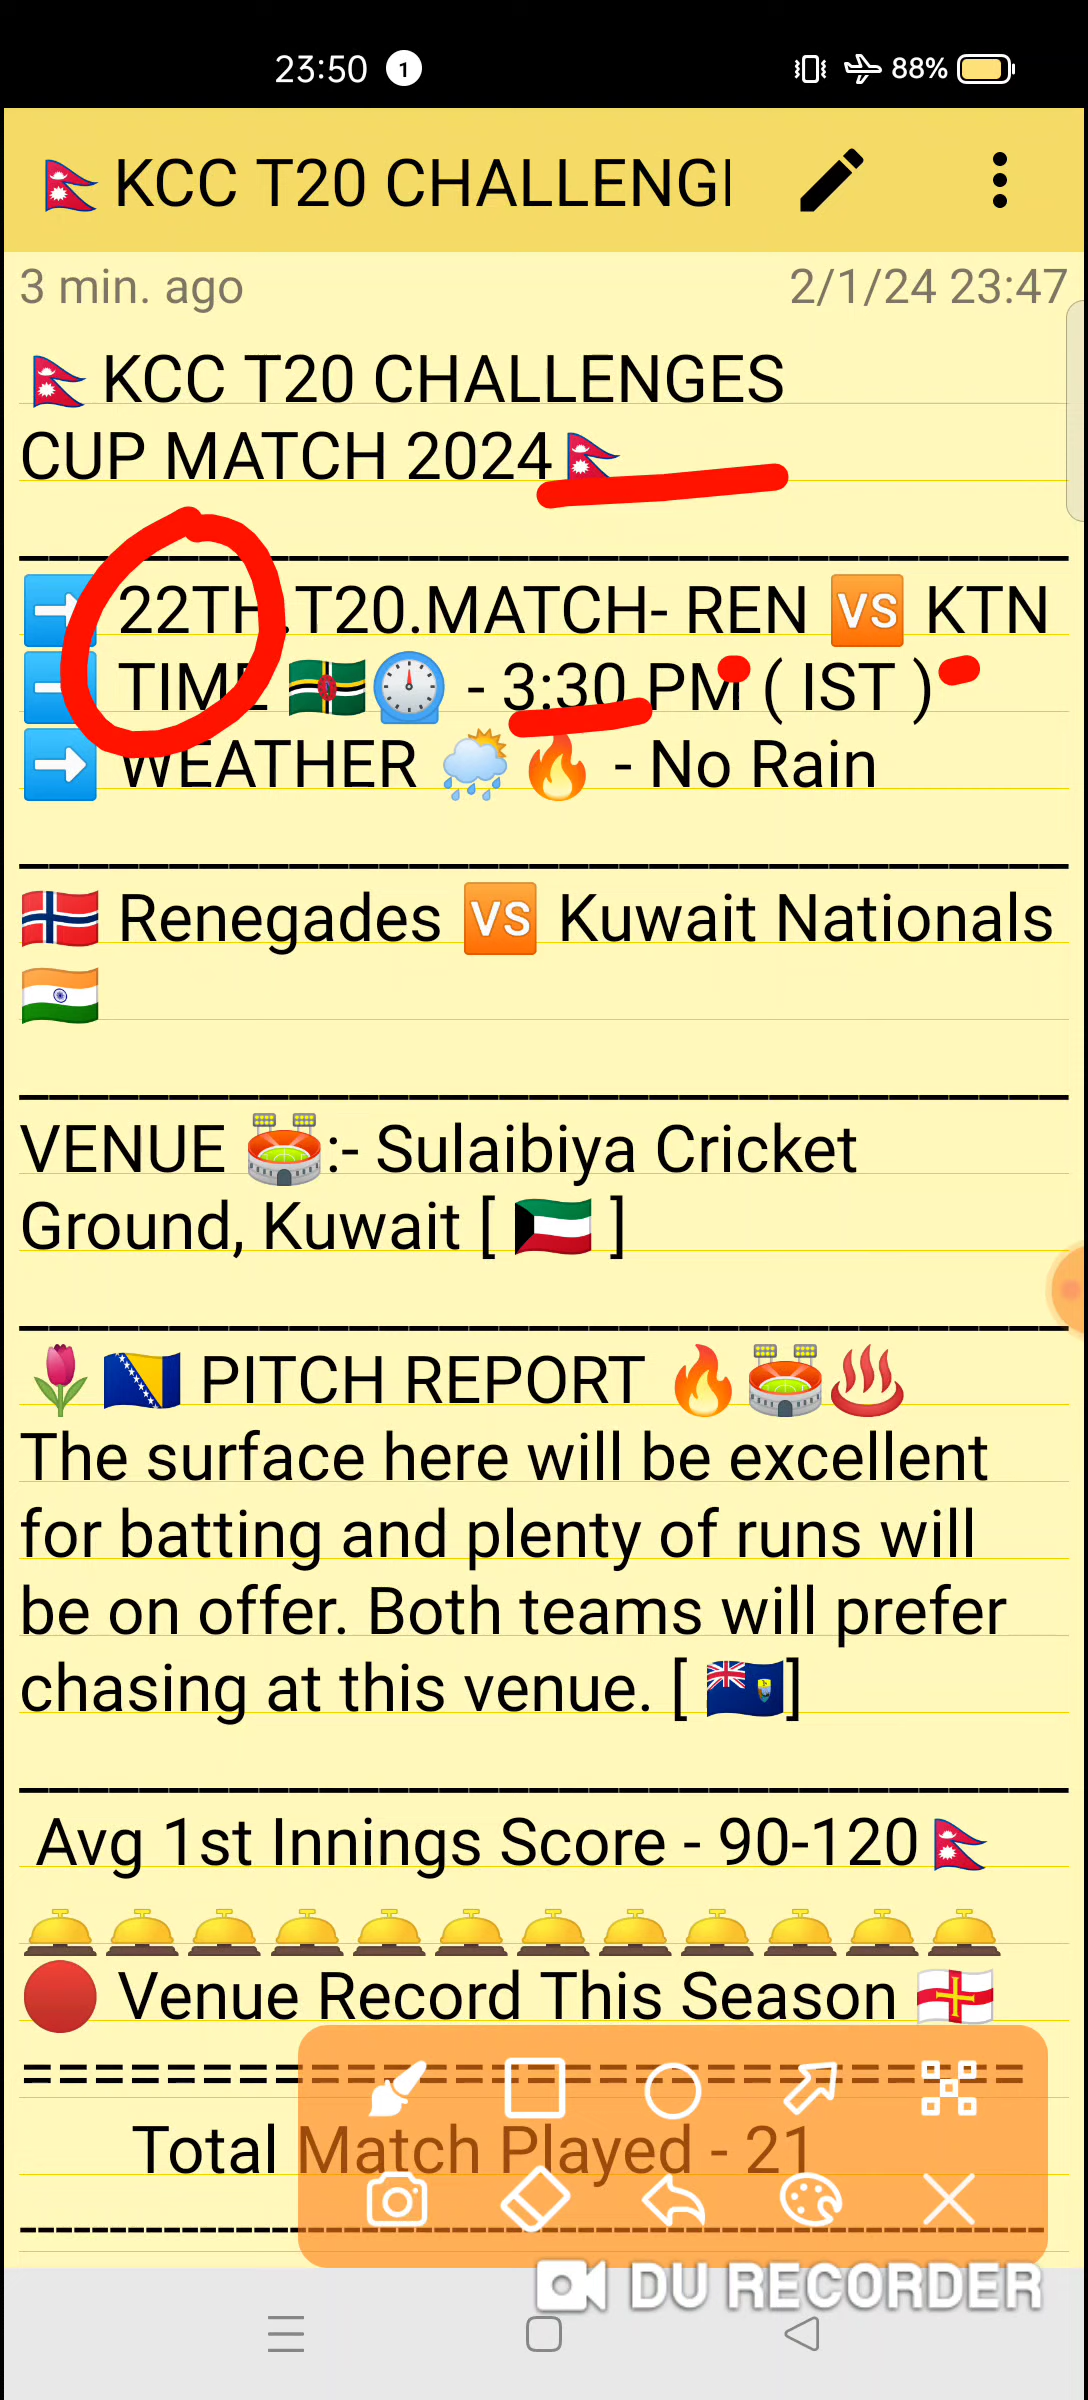 23:50 1 88%
🇳🇵 KCC T20 CHALLENGI
3 min. ago 2/1/24 23:47
🇳🇵 KCC T20 CHALLENGES
CUP MATCH 2024 🇳🇵
➡️ 22TH.T20.MATCH- REN 🆚 KTN
➡️ TIME 🇩🇲⏲️ - 3:30 PM ( IST )
➡️ WEATHER 🌦️🔥 - No Rain
🇳🇴 Renegades 🆚 Kuwait Nationals
🇮🇳
VENUE 🏟️:- Sulaibiya Cricket
Ground, Kuwait [ 🇰🇼 ]
🌷🇧🇦 PITCH REPORT 🔥🏟️♨️
The surface here will be excellent
for batting and plenty of runs will
be on offer. Both teams will prefer
chasing at this venue. [ 🇸🇭]
Avg 1st Innings Score - 90-120 🇳🇵
🛎️🛎️🛎️🛎️🛎️🛎️🛎️🛎️🛎️🛎️🛎️🛎️
🔴 Venue Record This Season 🇬🇬
============================
Total Match Played - 21
DU RECORDER